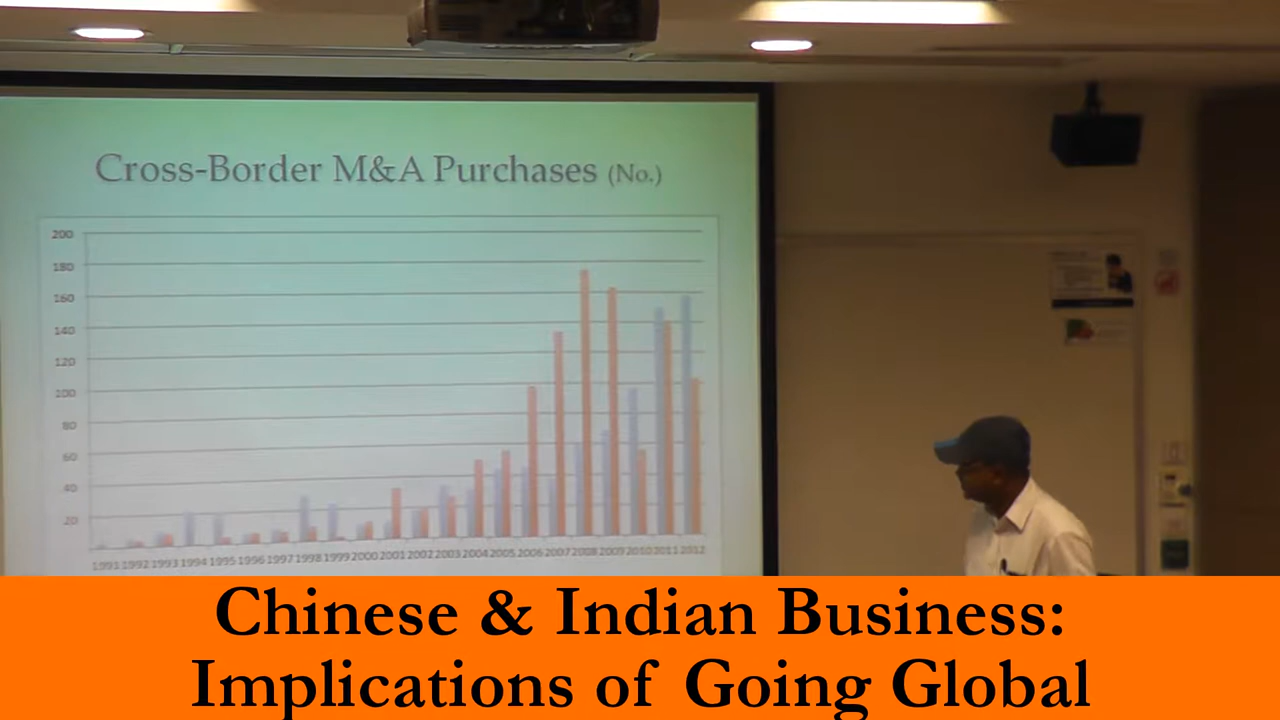 Cross-Border M&A Purchases (No.)
200
180
160
140
120
100
80
60
40
20
1991 1992 1993 1994 1995 1996 1997 1998 1999 2000 2001 2002 2003 2004 2005 2006 2007 2008 2009 2010 2011 2012
Chinese & Indian Business:
Implications of Going Global